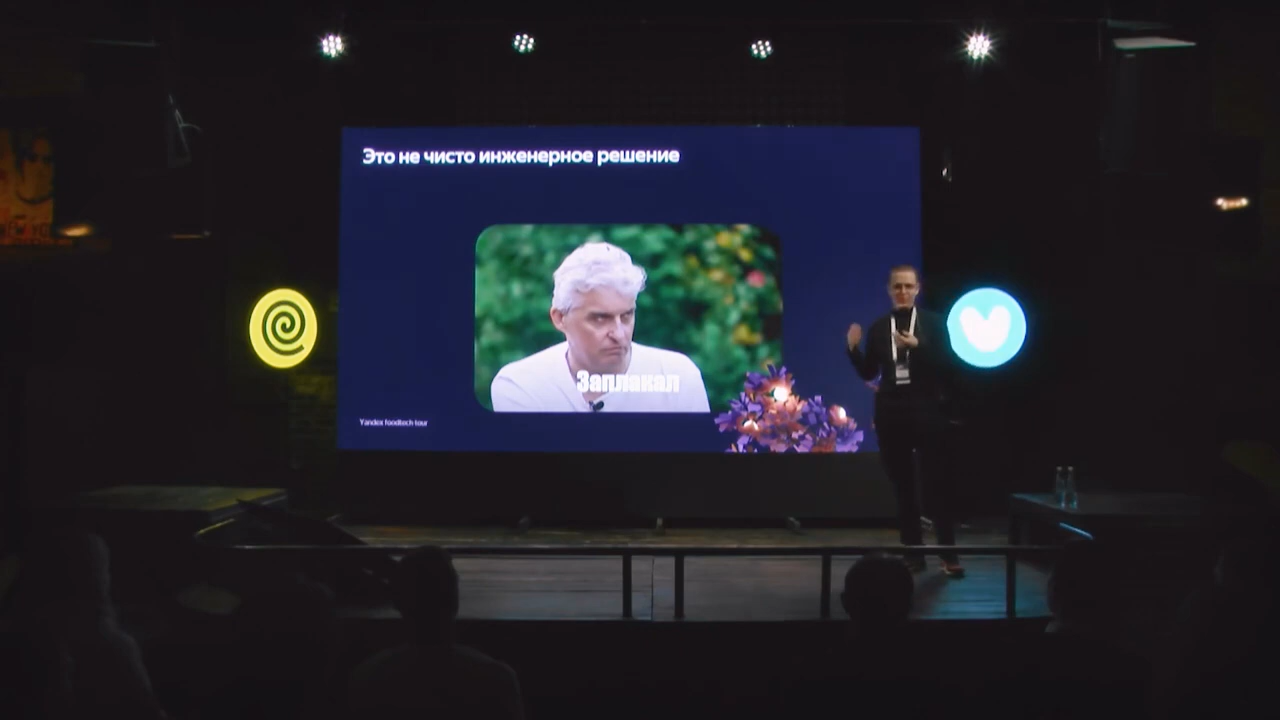 Это не чисто инженерное решение
Заплакал
Yandex foodtech tour